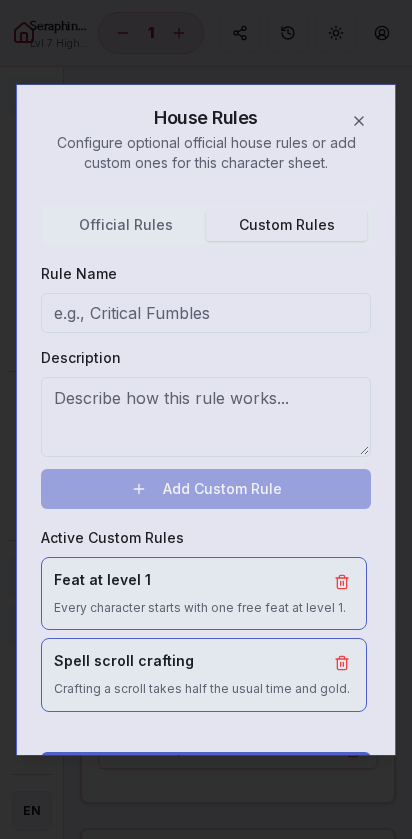 Seraphin...
Lvl 7 High...
1
House Rules
Configure optional official house rules or add
custom ones for this character sheet.
Official Rules
Custom Rules
Rule Name
e.g., Critical Fumbles
Description
Describe how this rule works...
Add Custom Rule
Active Custom Rules
Feat at level 1
Every character starts with one free feat at level 1.
Spell scroll crafting
Crafting a scroll takes half the usual time and gold.
EN